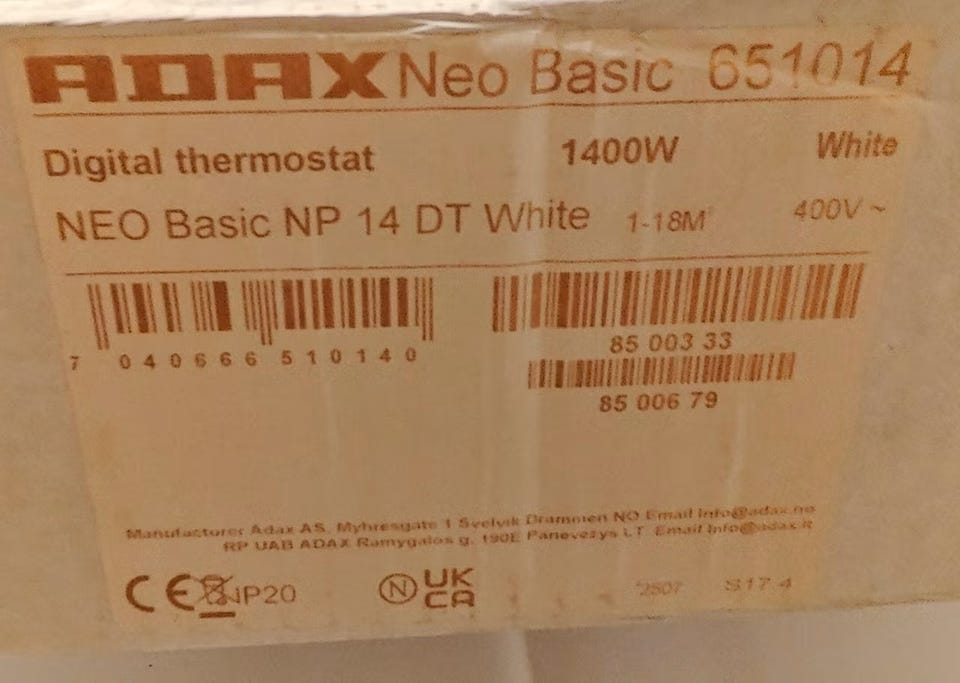 ADAX Neo Basic 651014
Digital thermostat 1400W White
NEO Basic NP 14 DT White 1-18M² 400V ~
7 040666 510140
85 003 33
85 006 79
Manufacturer Adax AS, Myhresgate 1 Svelvik Drammen NO Email Info@adax.no
RP UAB ADAX Ramygalos g. 190E Panevezys LT Email Info@adax.lt
CE IP20 N UK CA 2507 S17.4